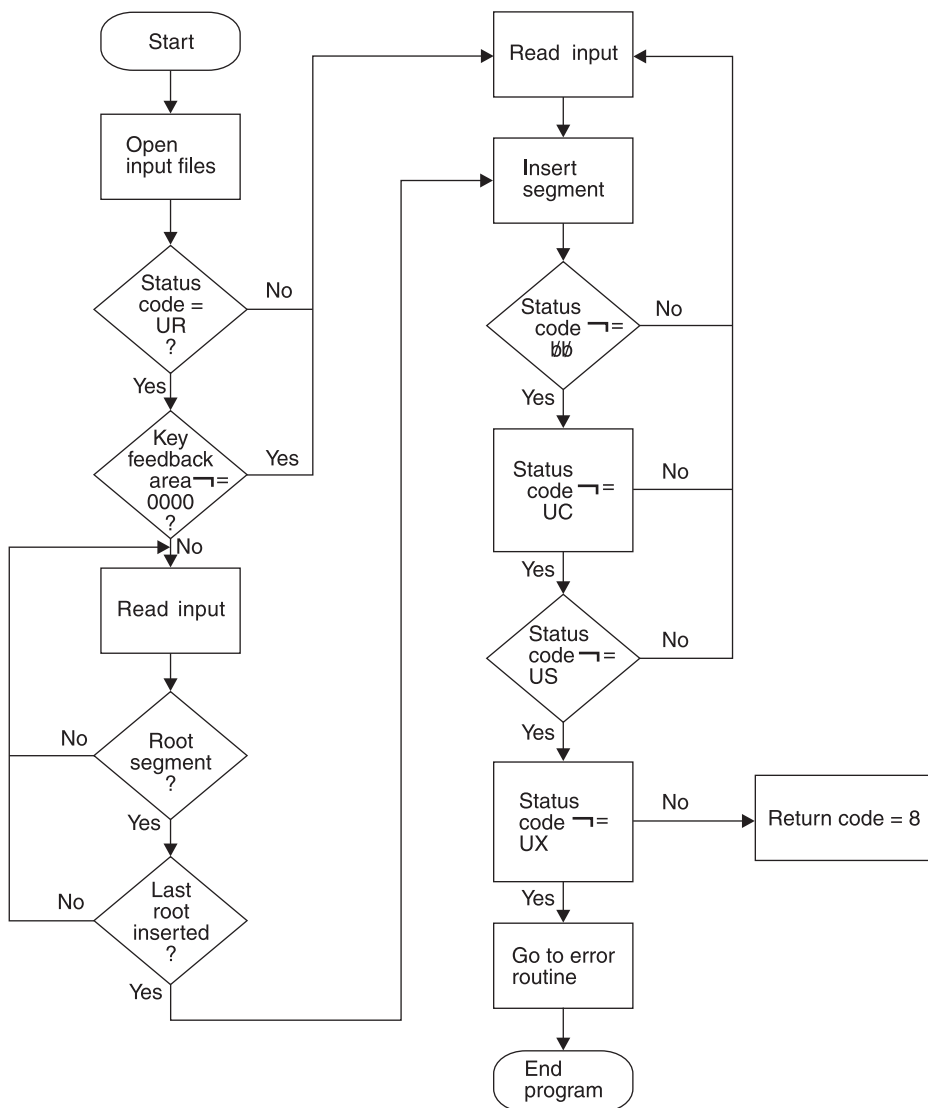 Start
Open
input files
Status
code =
UR
?
No
Yes
Key
feedback
area¬=
0000
?
Yes
No
Read input
Root
segment
?
No
Yes
Last
root
inserted
?
No
Yes
Read input
Insert
segment
Status
code ¬=
b̸b̸
No
Yes
Status
code ¬=
UC
No
Yes
Status
code ¬=
US
No
Yes
Status
code ¬=
UX
No
Return code = 8
Yes
Go to error
routine
End
program